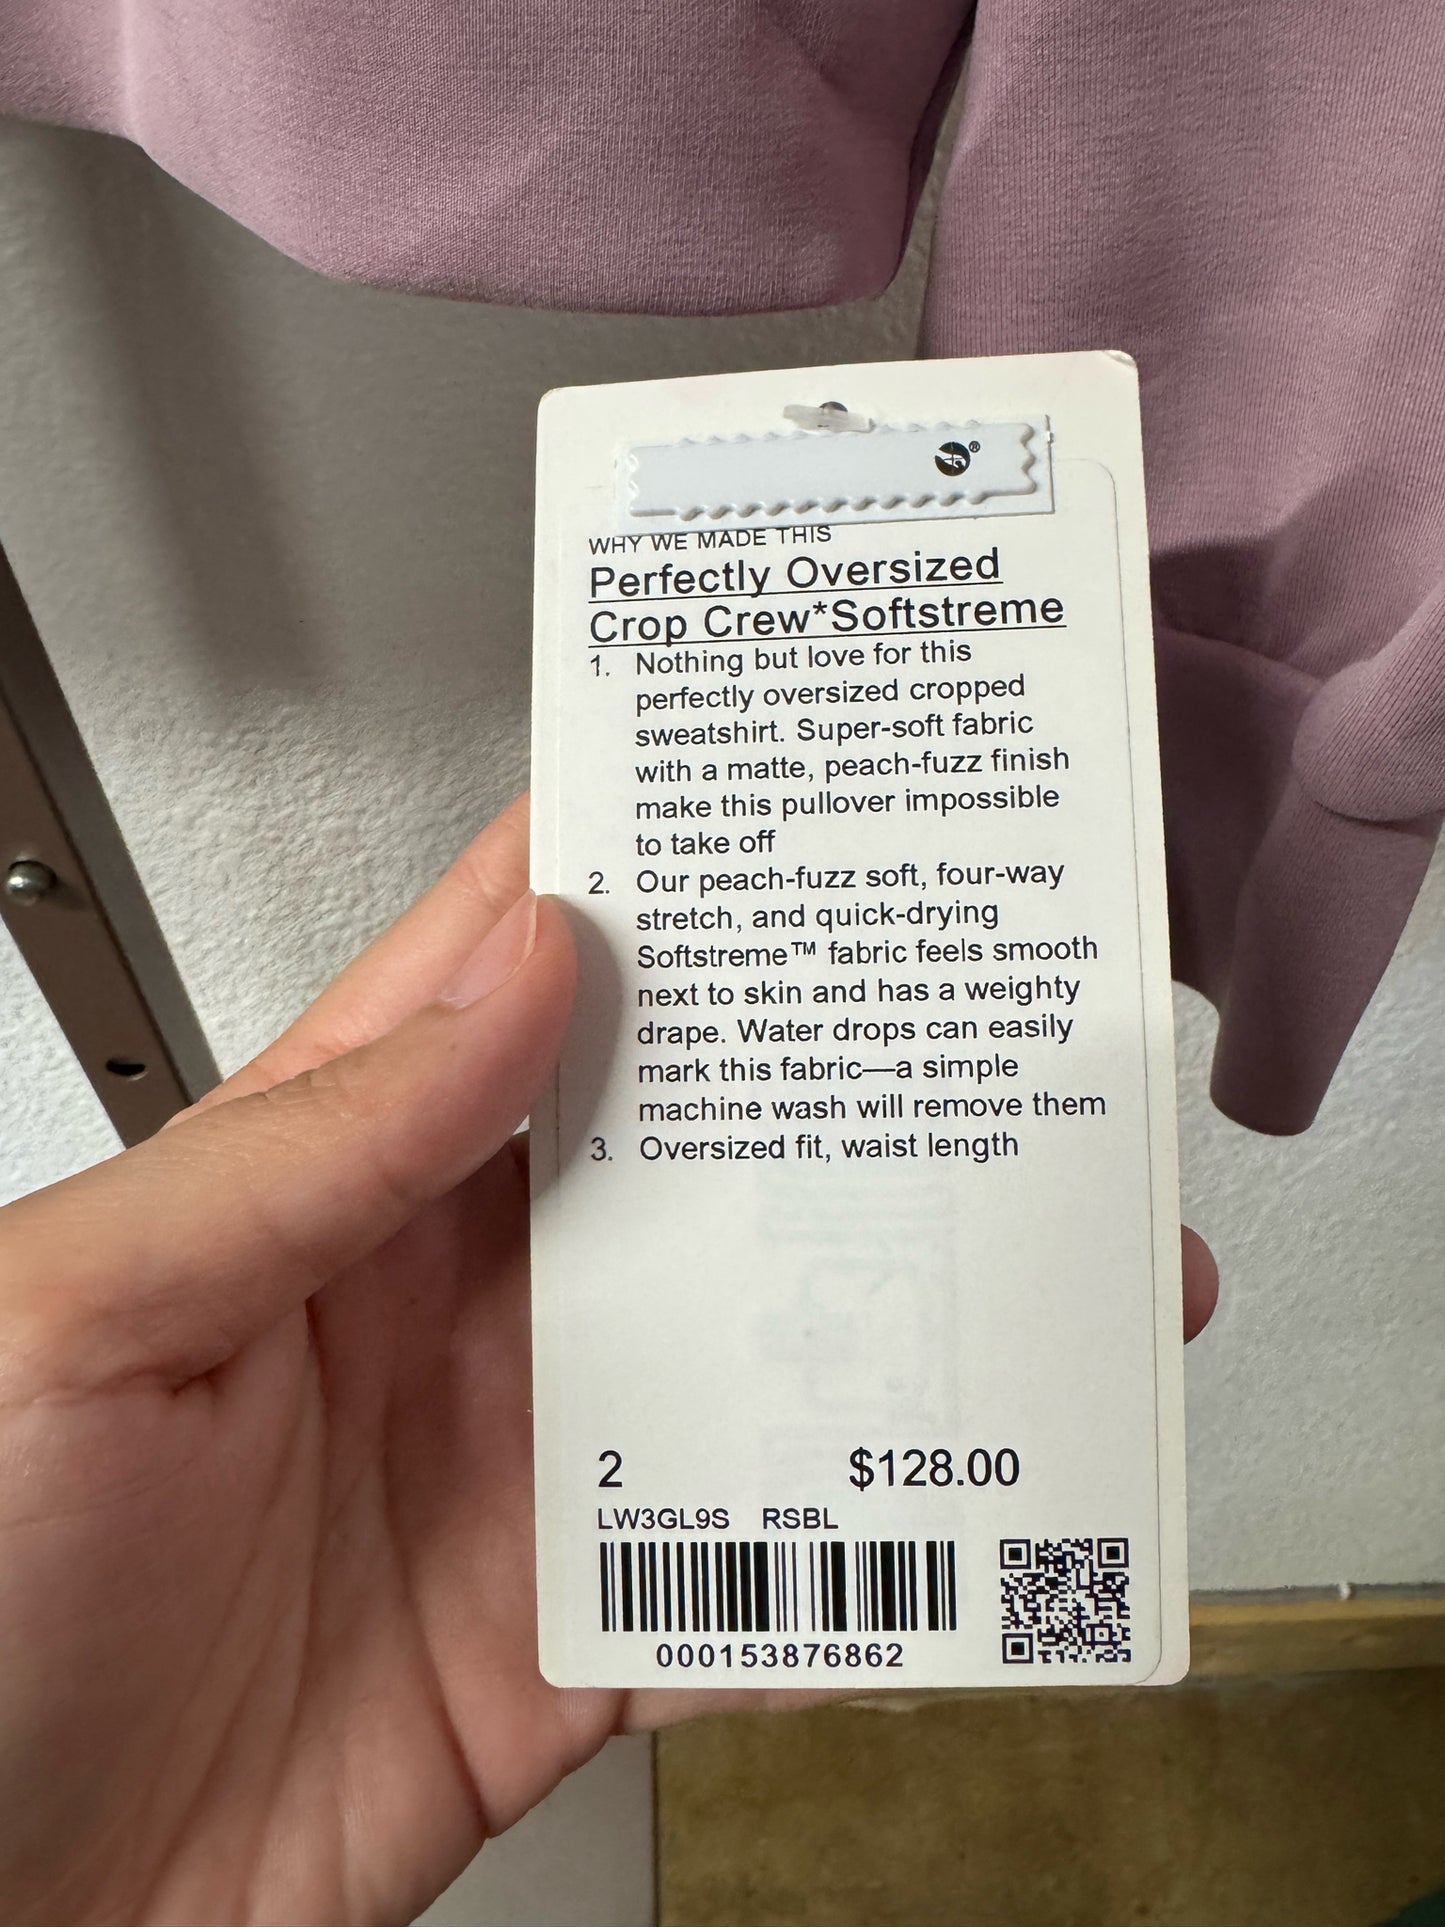 WHY WE MADE THIS
Perfectly Oversized
Crop Crew*Softstreme
1. Nothing but love for this
perfectly oversized cropped
sweatshirt. Super-soft fabric
with a matte, peach-fuzz finish
make this pullover impossible
to take off
2. Our peach-fuzz soft, four-way
stretch, and quick-drying
Softstreme™ fabric feels smooth
next to skin and has a weighty
drape. Water drops can easily
mark this fabric—a simple
machine wash will remove them
3. Oversized fit, waist length
2 $128.00
LW3GL9S RSBL
000153876862